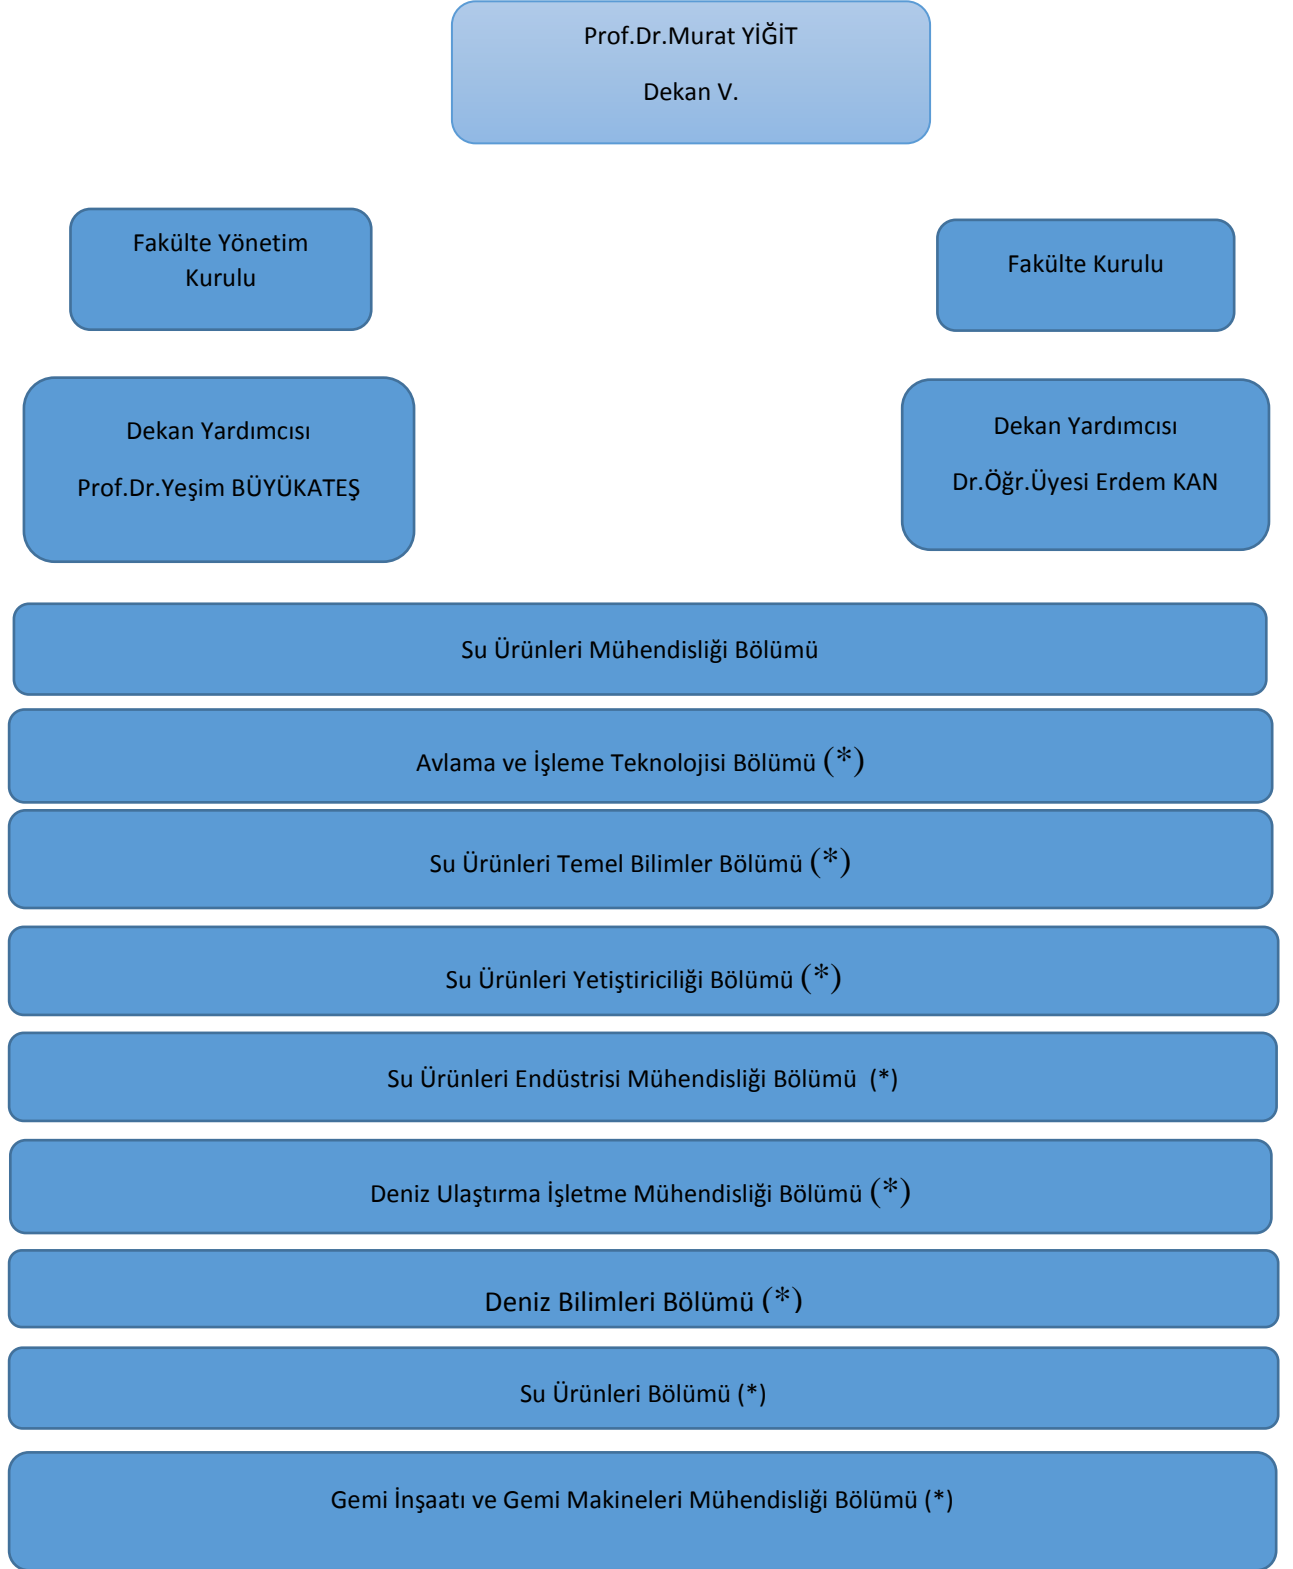 Prof.Dr.Murat YİĞİT
Dekan V.
Fakülte Yönetim
Kurulu
Fakülte Kurulu
Dekan Yardımcısı
Prof.Dr.Yeşim BÜYÜKATEŞ
Dekan Yardımcısı
Dr.Öğr.Üyesi Erdem KAN
Su Ürünleri Mühendisliği Bölümü
Avlama ve İşleme Teknolojisi Bölümü (*)
Su Ürünleri Temel Bilimler Bölümü (*)
Su Ürünleri Yetiştiriciliği Bölümü (*)
Su Ürünleri Endüstrisi Mühendisliği Bölümü (*)
Deniz Ulaştırma İşletme Mühendisliği Bölümü (*)
Deniz Bilimleri Bölümü (*)
Su Ürünleri Bölümü (*)
Gemi İnşaatı ve Gemi Makineleri Mühendisliği Bölümü (*)